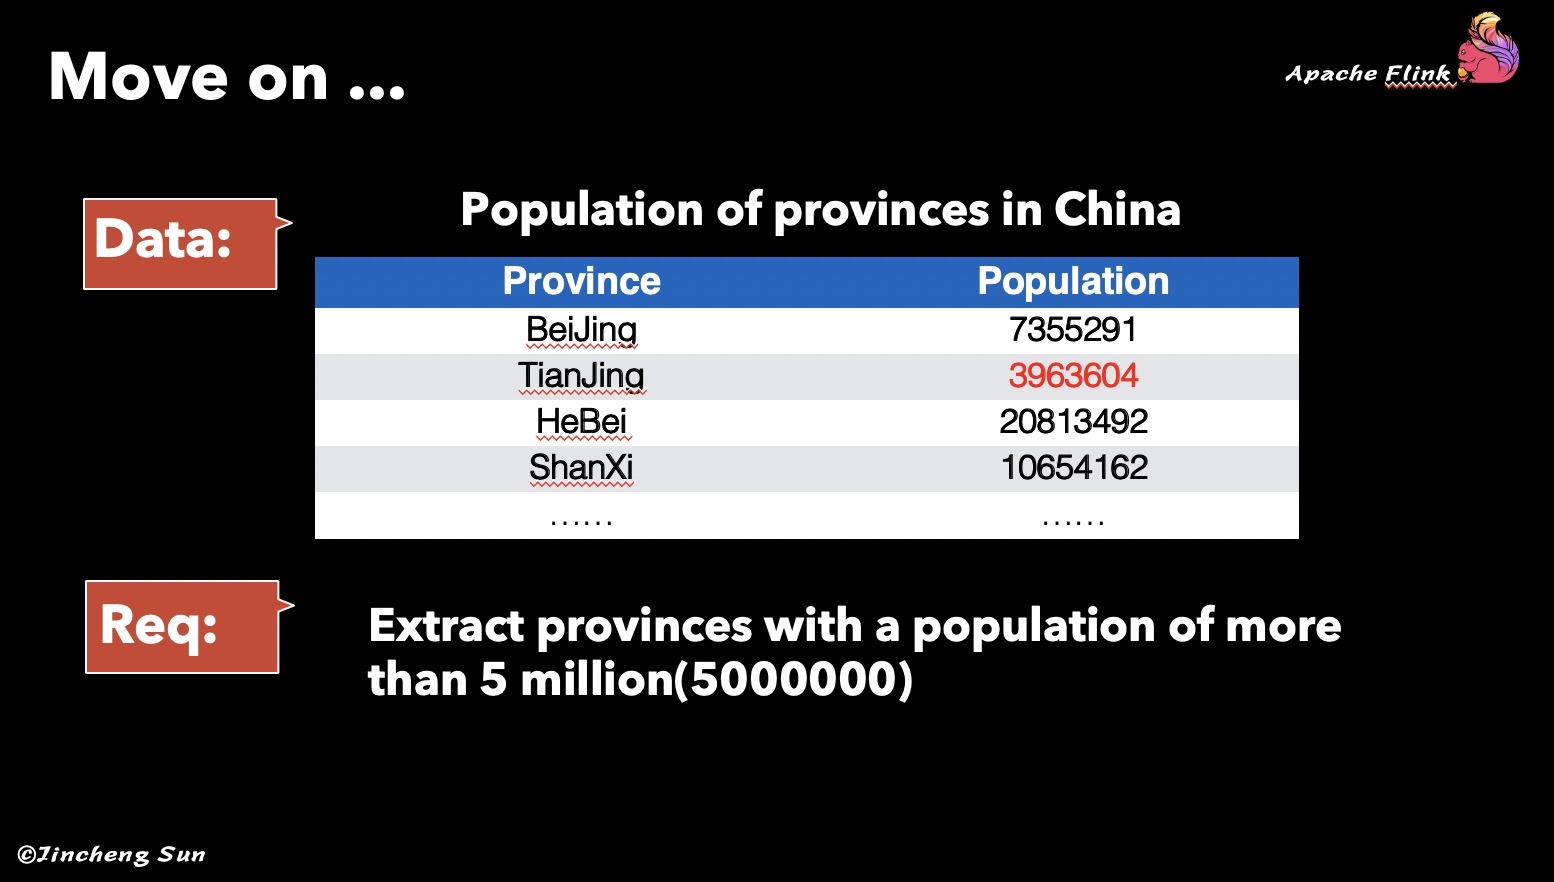 Move on ...
Apache Flink
Data:
Population of provinces in China
Province Population
BeiJing 7355291
TianJing 3963604
HeBei 20813492
ShanXi 10654162
...... ......
Req:
Extract provinces with a population of more
than 5 million(5000000)
©Jincheng Sun